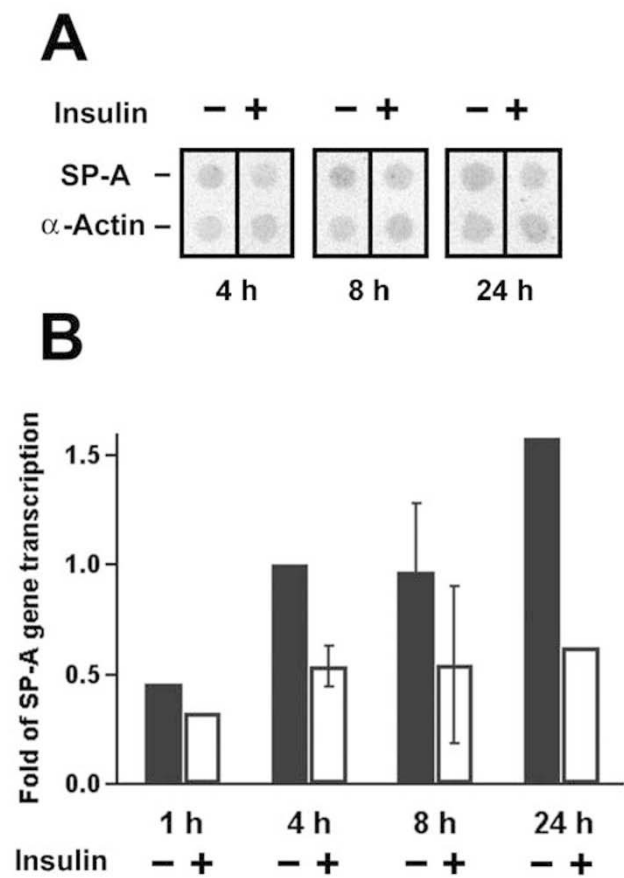 A
Insulin − + − + − +
SP-A –
α-Actin –
4 h 8 h 24 h
B
Fold of SP-A gene transcription
1.5
1.0
0.5
0.0
1 h 4 h 8 h 24 h
Insulin − + − + − + − +